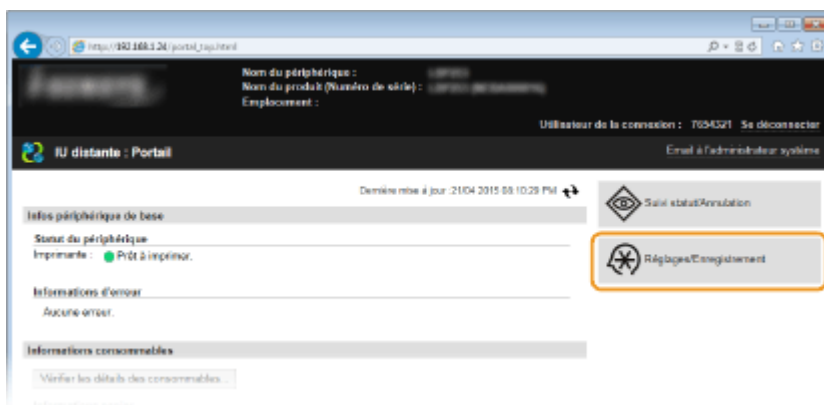 http://192.168.1.24/portal_top.html
Nom du périphérique :
Nom du produit (Numéro de série) :
Emplacement :
Utilisateur de la connexion : 7654321 Se déconnecter
IU distante : Portail
Email à l'administrateur système
Dernière mise à jour :21/04 2015 08:10:29 PM
Suivi statut/Annulation
Infos périphérique de base
Statut du périphérique
Imprimante : Prêt à imprimer.
Réglages/Enregistrement
Informations d'erreur
Aucune erreur.
Informations consommables
Vérifier les détails des consommables...